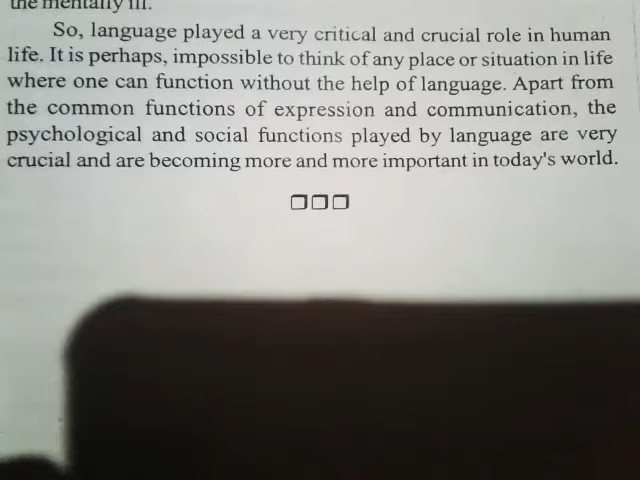 the mentally ill.
So, language played a very critical and crucial role in human
life. It is perhaps, impossible to think of any place or situation in life
where one can function without the help of language. Apart from
the common functions of expression and communication, the
psychological and social functions played by language are very
crucial and are becoming more and more important in today's world.